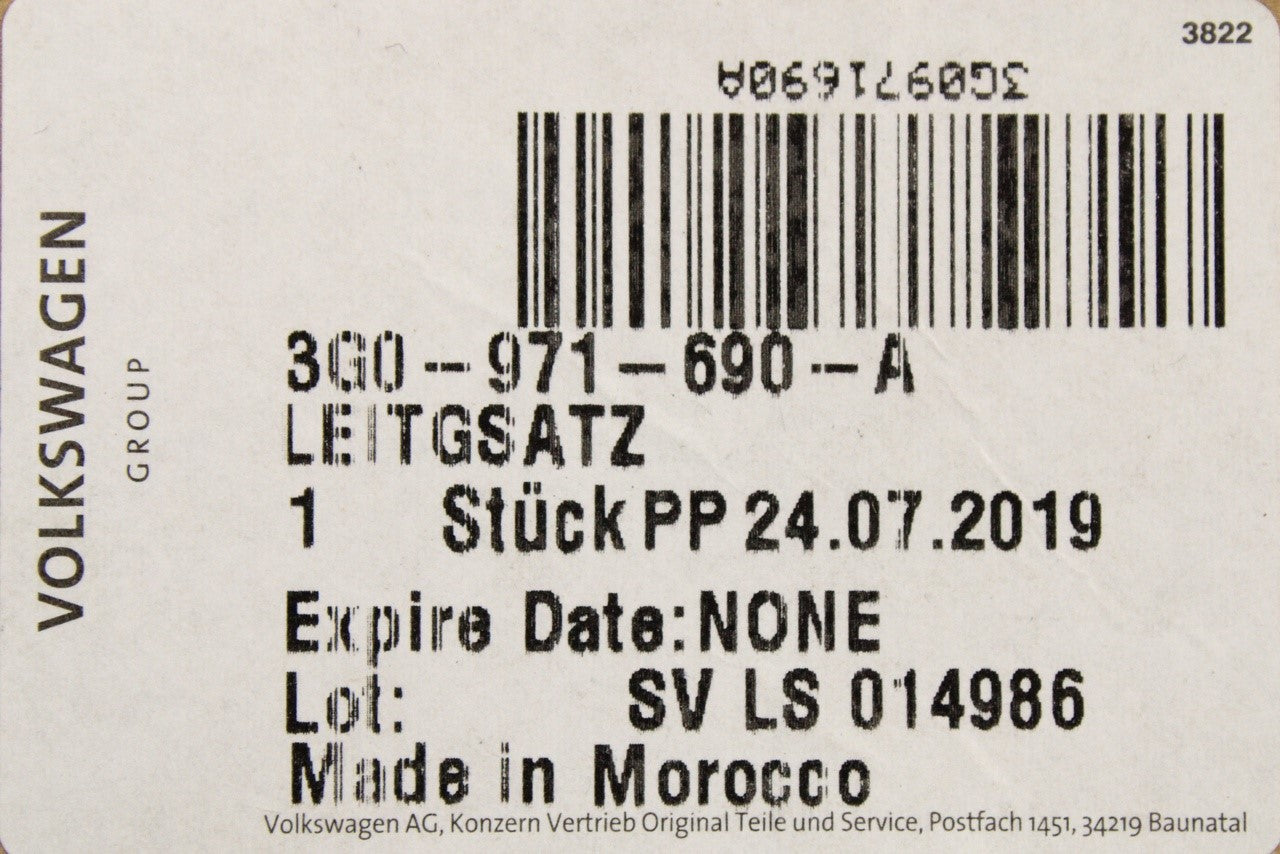 3822
3G0971690A
VOLKSWAGEN
GROUP
3G0-971-690-A
LEITGSATZ
1 Stück PP 24.07.2019
Expire Date:NONE
Lot: SV LS 014986
Made in Morocco
Volkswagen AG, Konzern Vertrieb Original Teile und Service, Postfach 1451, 34219 Baunatal